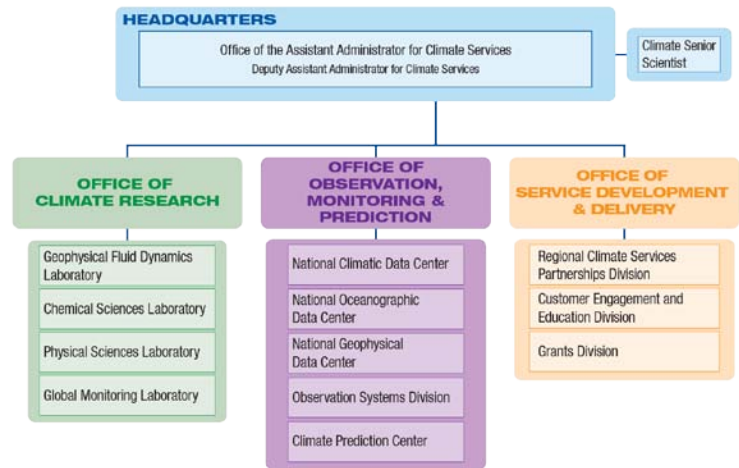 HEADQUARTERS
Office of the Assistant Administrator for Climate Services
Deputy Assistant Administrator for Climate Services
Climate Senior
Scientist
OFFICE OF
CLIMATE RESEARCH
Geophysical Fluid Dynamics
Laboratory
Chemical Sciences Laboratory
Physical Sciences Laboratory
Global Monitoring Laboratory
OFFICE OF
OBSERVATION,
MONITORING &
PREDICTION
National Climatic Data Center
National Oceanographic
Data Center
National Geophysical
Data Center
Observation Systems Division
Climate Prediction Center
OFFICE OF
SERVICE DEVELOPMENT
& DELIVERY
Regional Climate Services
Partnerships Division
Customer Engagement and
Education Division
Grants Division